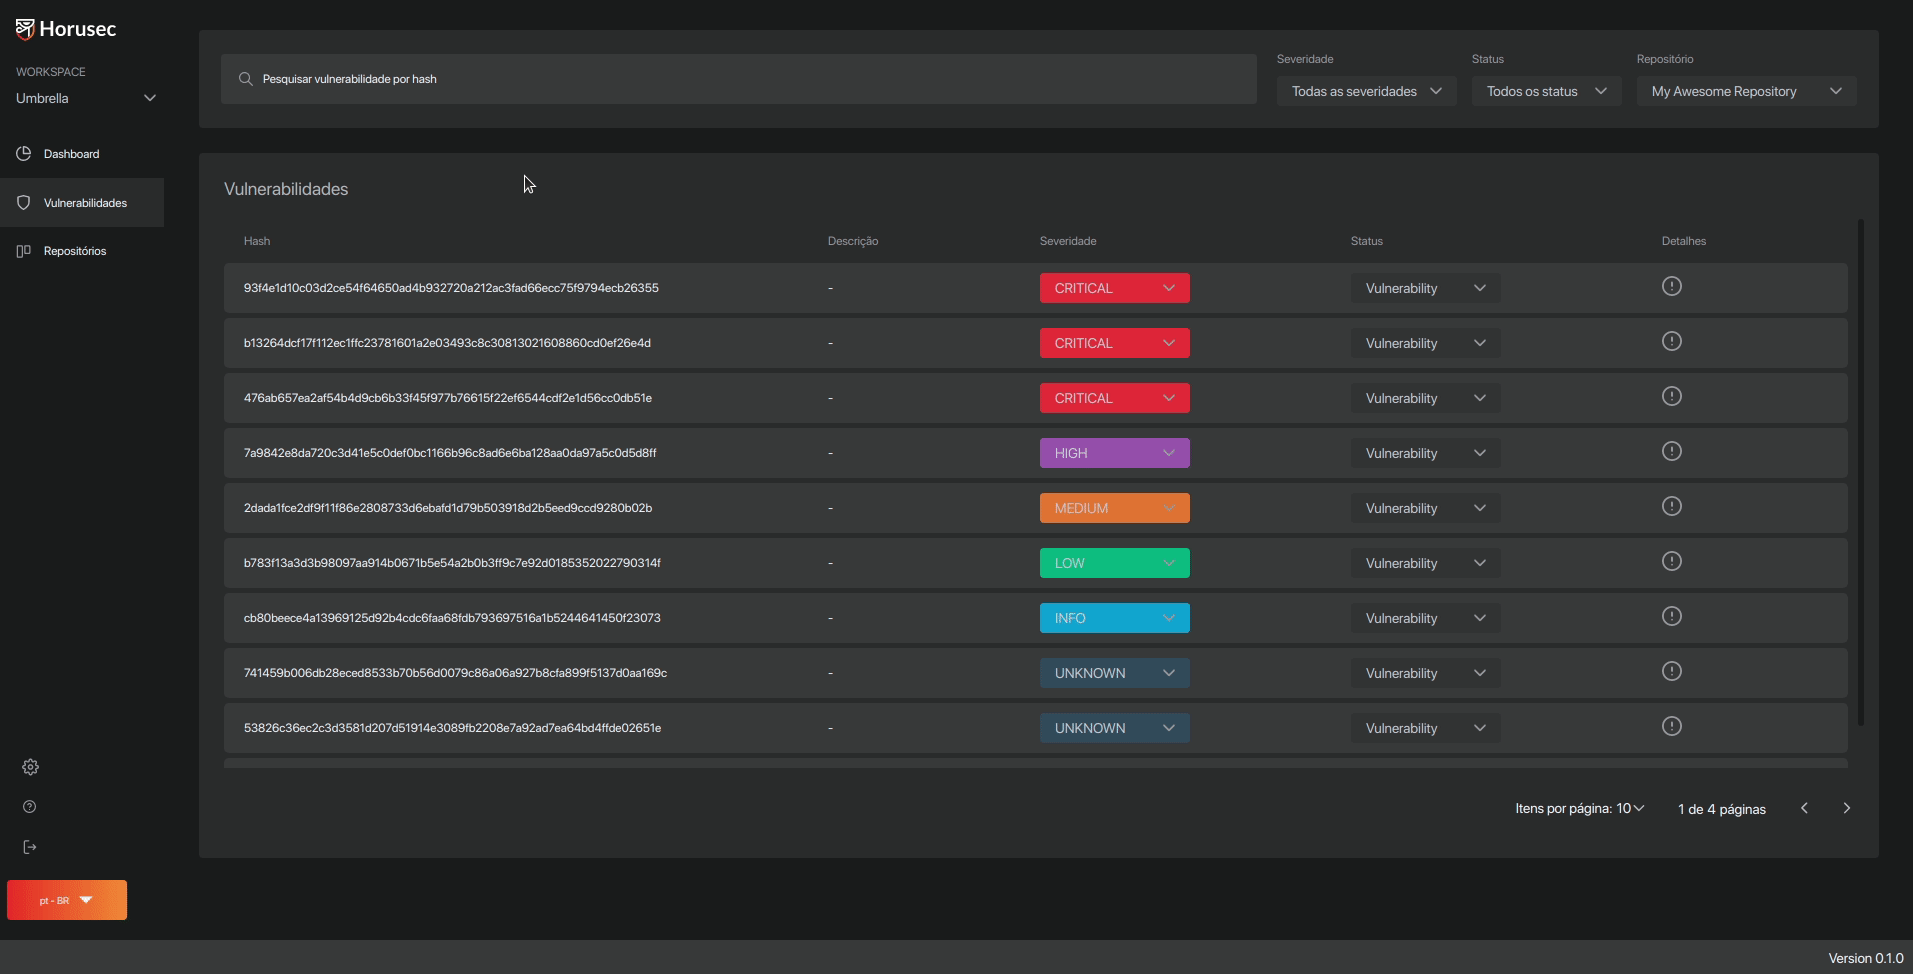 Horusec
WORKSPACE
Umbrella
Dashboard
Vulnerabilidades
Repositórios
pt - BR
Pesquisar vulnerabilidade por hash
Severidade
Todas as severidades
Status
Todos os status
Repositório
My Awesome Repository
Vulnerabilidades
Hash Descrição Severidade Status Detalhes
93f4e1d10c03d2ce54f64650ad4b932720a212ac3fad66ecc75f9794ecb26355 - CRITICAL Vulnerability
b13264dcf17f112ec1ffc23781601a2e03493c8c30813021608860cd0ef26e4d - CRITICAL Vulnerability
476ab657ea2af54b4d9cb6b33f45f977b76615f22ef6544cdf2e1d56cc0db51e - CRITICAL Vulnerability
7a9842e8da720c3d41e5c0def0bc1166b96c8ad6e6ba128aa0da97a5c0d5d8ff - HIGH Vulnerability
2dada1fce2df9f11f86e2808733d6ebafd1d79b503918d2b5eed9ccd9280b02b - MEDIUM Vulnerability
b783f13a3d3b98097aa914b0671b5e54a2b0b3ff9c7e92d0185352022790314f - LOW Vulnerability
cb80beece4a13969125d92b4cdc6faa68fdb793697516a1b5244641450f23073 - INFO Vulnerability
741459b006db28eced8533b70b56d0079c86a06a927b8cfa899f5137d0aa169c - UNKNOWN Vulnerability
53826c36ec2c3d3581d207d51914e3089fb2208e7a92ad7ea64bd4ffde02651e - UNKNOWN Vulnerability
Itens por página: 10 1 de 4 páginas
Version 0.1.0